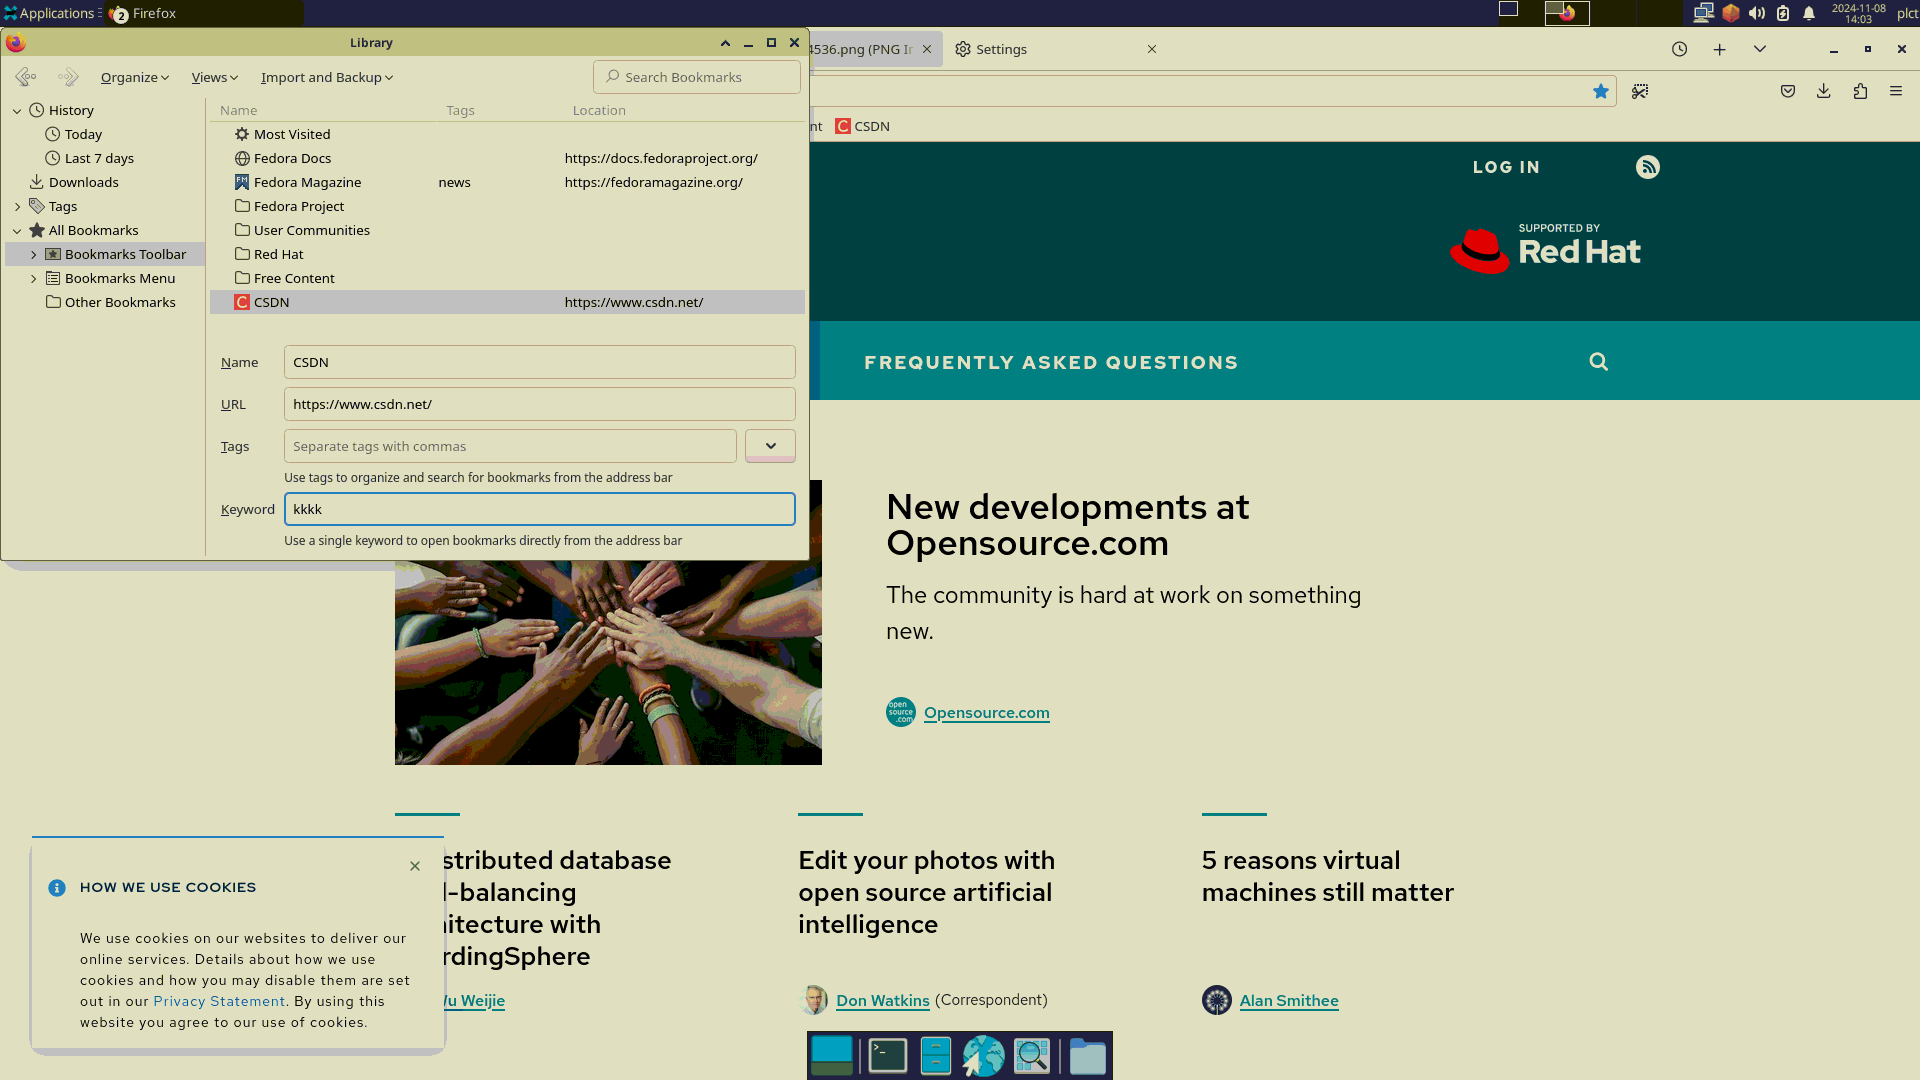 Applications
2 Firefox
2024-11-08
14:03
plct
Library
4536.png (PNG Ir
Settings
Organize
Views
Import and Backup
Search Bookmarks
nt
CSDN
Name Tags Location
History
Today
Last 7 days
Downloads
Tags
All Bookmarks
Bookmarks Toolbar
Bookmarks Menu
Other Bookmarks
Most Visited
Fedora Docs https://docs.fedoraproject.org/
Fedora Magazine news https://fedoramagazine.org/
Fedora Project
User Communities
Red Hat
Free Content
CSDN https://www.csdn.net/
Name CSDN
URL https://www.csdn.net/
Tags Separate tags with commas
Use tags to organize and search for bookmarks from the address bar
Keyword kkkk
Use a single keyword to open bookmarks directly from the address bar
LOG IN
SUPPORTED BY
Red Hat
FREQUENTLY ASKED QUESTIONS
New developments at
Opensource.com
The community is hard at work on something
new.
open
source
.com
Opensource.com
stributed database
l-balancing
hitecture with
rdingSphere
Wu Weijie
Edit your photos with
open source artificial
intelligence
Don Watkins (Correspondent)
5 reasons virtual
machines still matter
Alan Smithee
HOW WE USE COOKIES
We use cookies on our websites to deliver our
online services. Details about how we use
cookies and how you may disable them are set
out in our Privacy Statement. By using this
website you agree to our use of cookies.